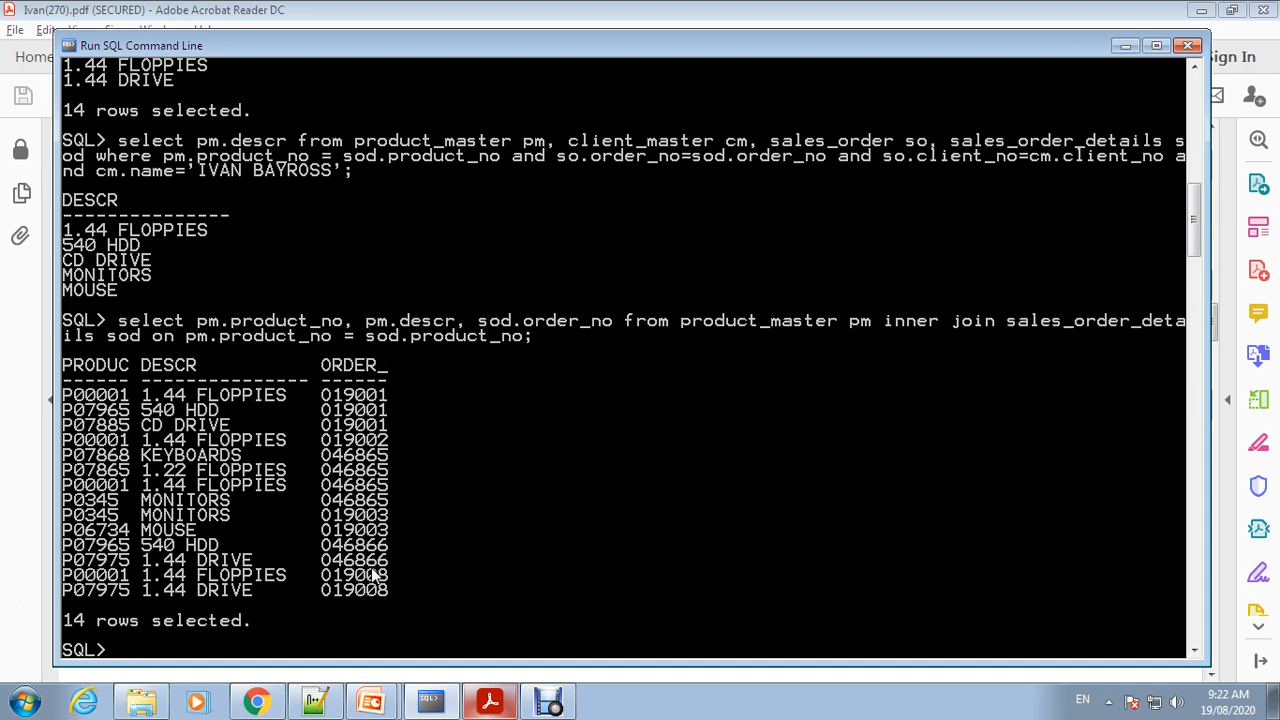 Ivan(270).pdf (SECURED) - Adobe Acrobat Reader DC
File
Home
Sign In
Run SQL Command Line
1.44 FLOPPIES
1.44 DRIVE
14 rows selected.
SQL> select pm.descr from product_master pm, client_master cm, sales_order so, sales_order_details s
od where pm.product_no = sod.product_no and so.order_no=sod.order_no and so.client_no=cm.client_no a
nd cm.name='IVAN BAYROSS';
DESCR
---------------
1.44 FLOPPIES
540 HDD
CD DRIVE
MONITORS
MOUSE
SQL> select pm.product_no, pm.descr, sod.order_no from product_master pm inner join sales_order_deta
ils sod on pm.product_no = sod.product_no;
PRODUC DESCR ORDER_
------ --------------- ------
P00001 1.44 FLOPPIES 019001
P07965 540 HDD 019001
P07885 CD DRIVE 019001
P00001 1.44 FLOPPIES 019002
P07868 KEYBOARDS 046865
P07865 1.22 FLOPPIES 046865
P00001 1.44 FLOPPIES 046865
P0345 MONITORS 046865
P0345 MONITORS 019003
P06734 MOUSE 019003
P07965 540 HDD 046866
P07975 1.44 DRIVE 046866
P00001 1.44 FLOPPIES 019008
P07975 1.44 DRIVE 019008
14 rows selected.
SQL>
EN
9:22 AM
19/08/2020